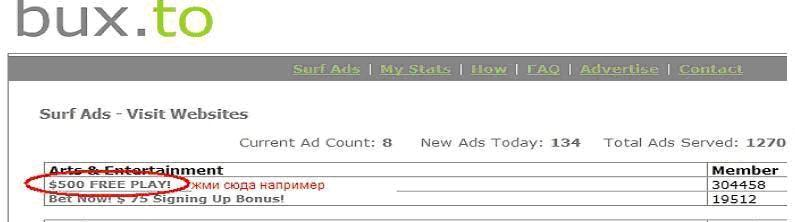 bux.to
Surf Ads | My Stats | How | FAQ | Advertise | Contact
Surf Ads - Visit Websites
Current Ad Count: 8 New Ads Today: 134 Total Ads Served: 1270
Arts & Entertainment Member
$500 FREE PLAY! жми сюда например 304458
Bet Now! $ 75 Signing Up Bonus! 19512